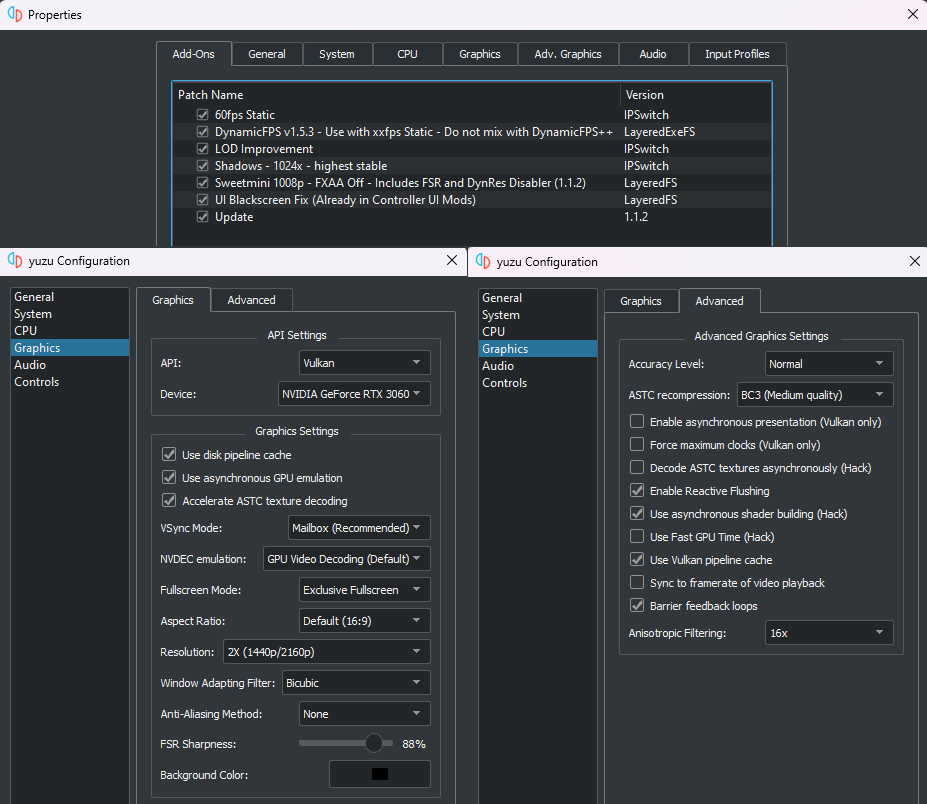 Properties
Add-Ons
General
System
CPU
Graphics
Adv. Graphics
Audio
Input Profiles
Patch Name Version
60fps Static IPSwitch
DynamicFPS v1.5.3 - Use with xxfps Static - Do not mix with DynamicFPS++ LayeredExeFS
LOD Improvement IPSwitch
Shadows - 1024x - highest stable IPSwitch
Sweetmini 1008p - FXAA Off - Includes FSR and DynRes Disabler (1.1.2) LayeredFS
UI Blackscreen Fix (Already in Controller UI Mods) LayeredFS
Update 1.1.2
yuzu Configuration
General
System
CPU
Graphics
Audio
Controls
Graphics
Advanced
API Settings
API: Vulkan
Device: NVIDIA GeForce RTX 3060
Graphics Settings
Use disk pipeline cache
Use asynchronous GPU emulation
Accelerate ASTC texture decoding
VSync Mode: Mailbox (Recommended)
NVDEC emulation: GPU Video Decoding (Default)
Fullscreen Mode: Exclusive Fullscreen
Aspect Ratio: Default (16:9)
Resolution: 2X (1440p/2160p)
Window Adapting Filter: Bicubic
Anti-Aliasing Method: None
FSR Sharpness: 88%
Background Color:
yuzu Configuration
General
System
CPU
Graphics
Audio
Controls
Graphics
Advanced
Advanced Graphics Settings
Accuracy Level: Normal
ASTC recompression: BC3 (Medium quality)
Enable asynchronous presentation (Vulkan only)
Force maximum clocks (Vulkan only)
Decode ASTC textures asynchronously (Hack)
Enable Reactive Flushing
Use asynchronous shader building (Hack)
Use Fast GPU Time (Hack)
Use Vulkan pipeline cache
Sync to framerate of video playback
Barrier feedback loops
Anisotropic Filtering: 16x